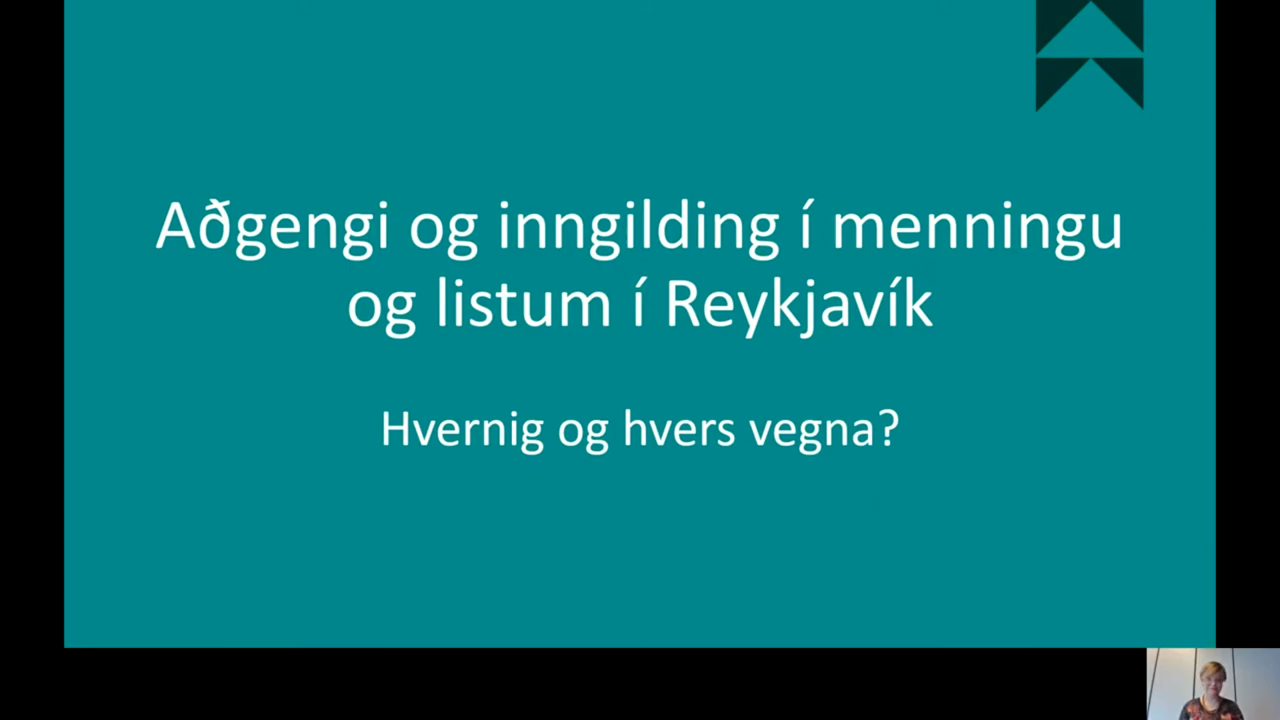 Aðgengi og inngilding í menningu
og listum í Reykjavík
Hvernig og hvers vegna?